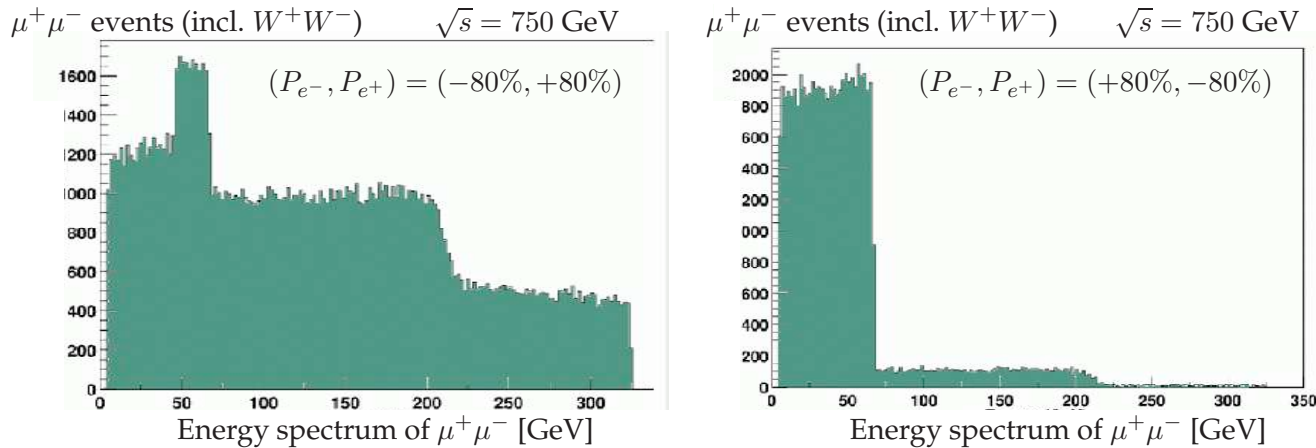 μ⁺μ⁻ events (incl. W⁺W⁻) √s = 750 GeV
(P_{e⁻}, P_{e⁺}) = (−80%, +80%)
1600
1400
1200
1000
800
600
400
200
0
0 50 100 150 200 250 300
Energy spectrum of μ⁺μ⁻ [GeV]
μ⁺μ⁻ events (incl. W⁺W⁻) √s = 750 GeV
(P_{e⁻}, P_{e⁺}) = (+80%, −80%)
2000
800
600
400
200
000
800
600
400
200
0
0 50 100 150 200 250 300 350
Energy spectrum of μ⁺μ⁻ [GeV]